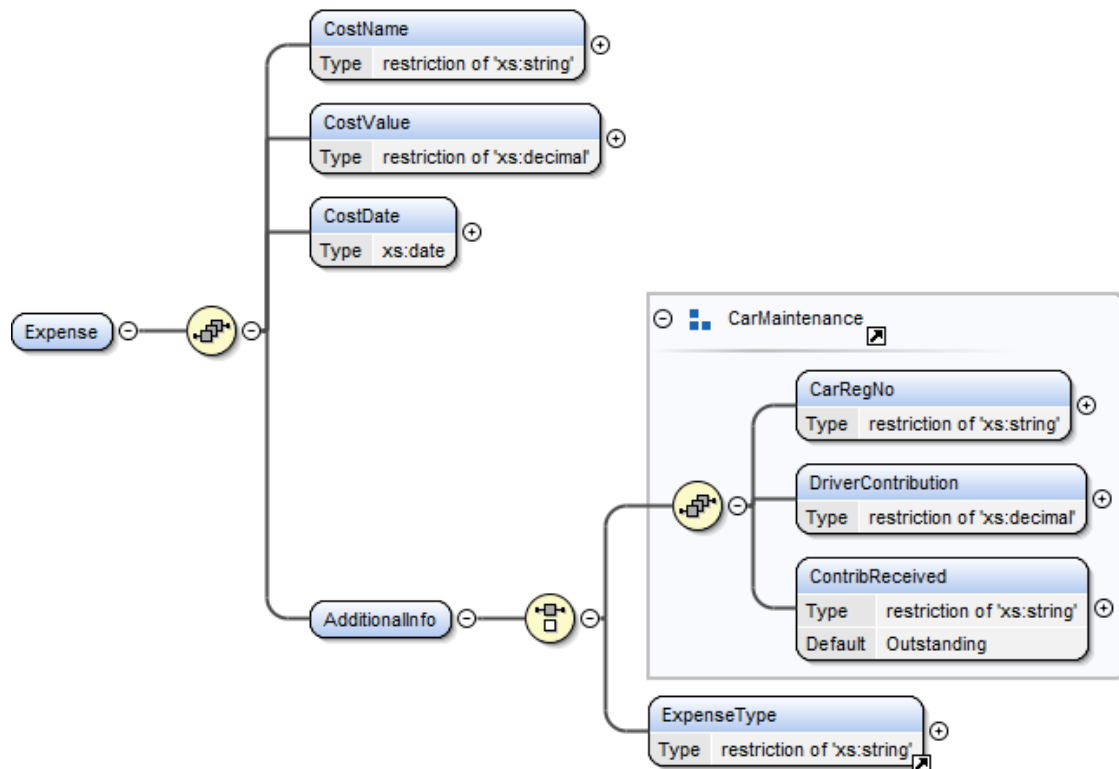 CostName
Type restriction of 'xs:string'
CostValue
Type restriction of 'xs:decimal'
CostDate
Type xs:date
Expense
CarMaintenance
CarRegNo
Type restriction of 'xs:string'
DriverContribution
Type restriction of 'xs:decimal'
ContribReceived
Type restriction of 'xs:string'
Default Outstanding
AdditionalInfo
ExpenseType
Type restriction of 'xs:string'